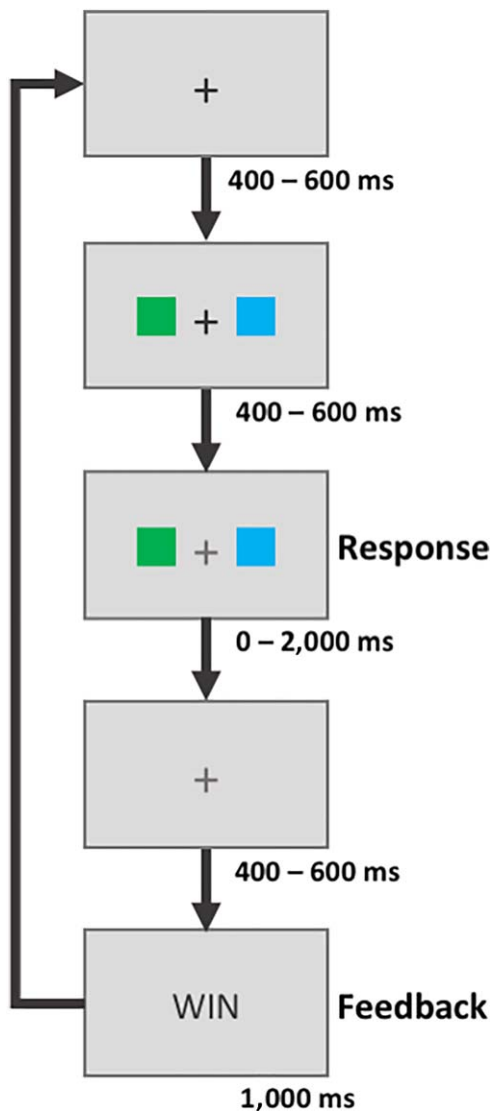 +
400 – 600 ms
+
400 – 600 ms
+
Response
0 – 2,000 ms
+
400 – 600 ms
WIN
Feedback
1,000 ms